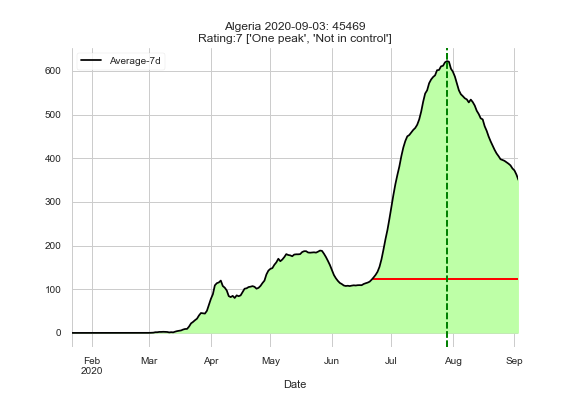 Algeria 2020-09-03: 45469
Rating:7 ['One peak', 'Not in control']
Average-7d
600
500
400
300
200
100
0
Feb Mar Apr May Jun Jul Aug Sep
2020
Date